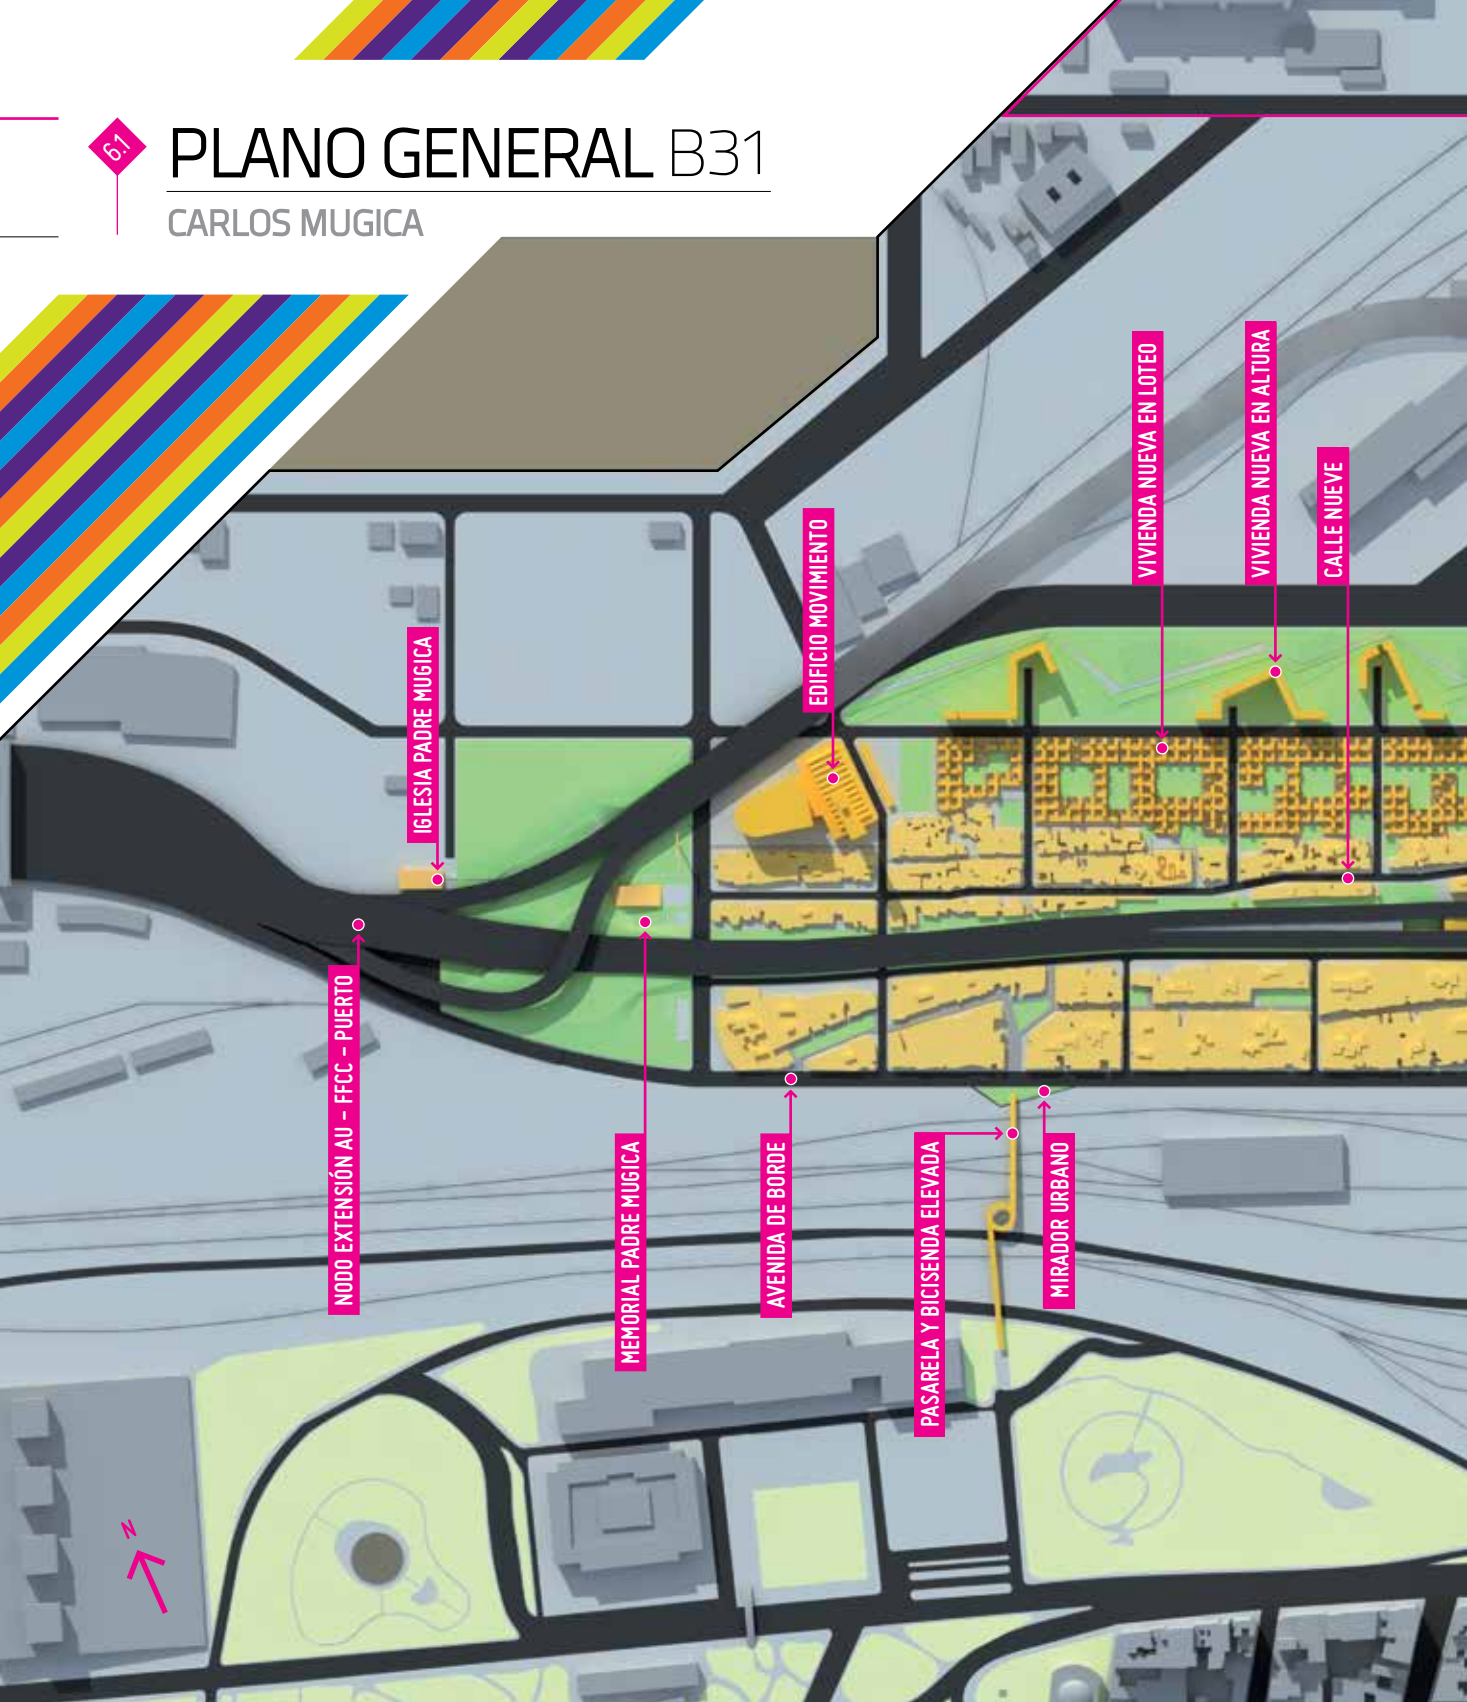 6.1
PLANO GENERAL B31
CARLOS MUGICA
VIVIENDA NUEVA EN LOTEO
VIVIENDA NUEVA EN ALTURA
CALLE NUEVE
EDIFICIO MOVIMIENTO
IGLESIA PADRE MUGICA
NODO EXTENSIÓN AU – FFCC – PUERTO
MEMORIAL PADRE MUGICA
AVENIDA DE BORDE
PASARELA Y BICISENDA ELEVADA
MIRADOR URBANO
N